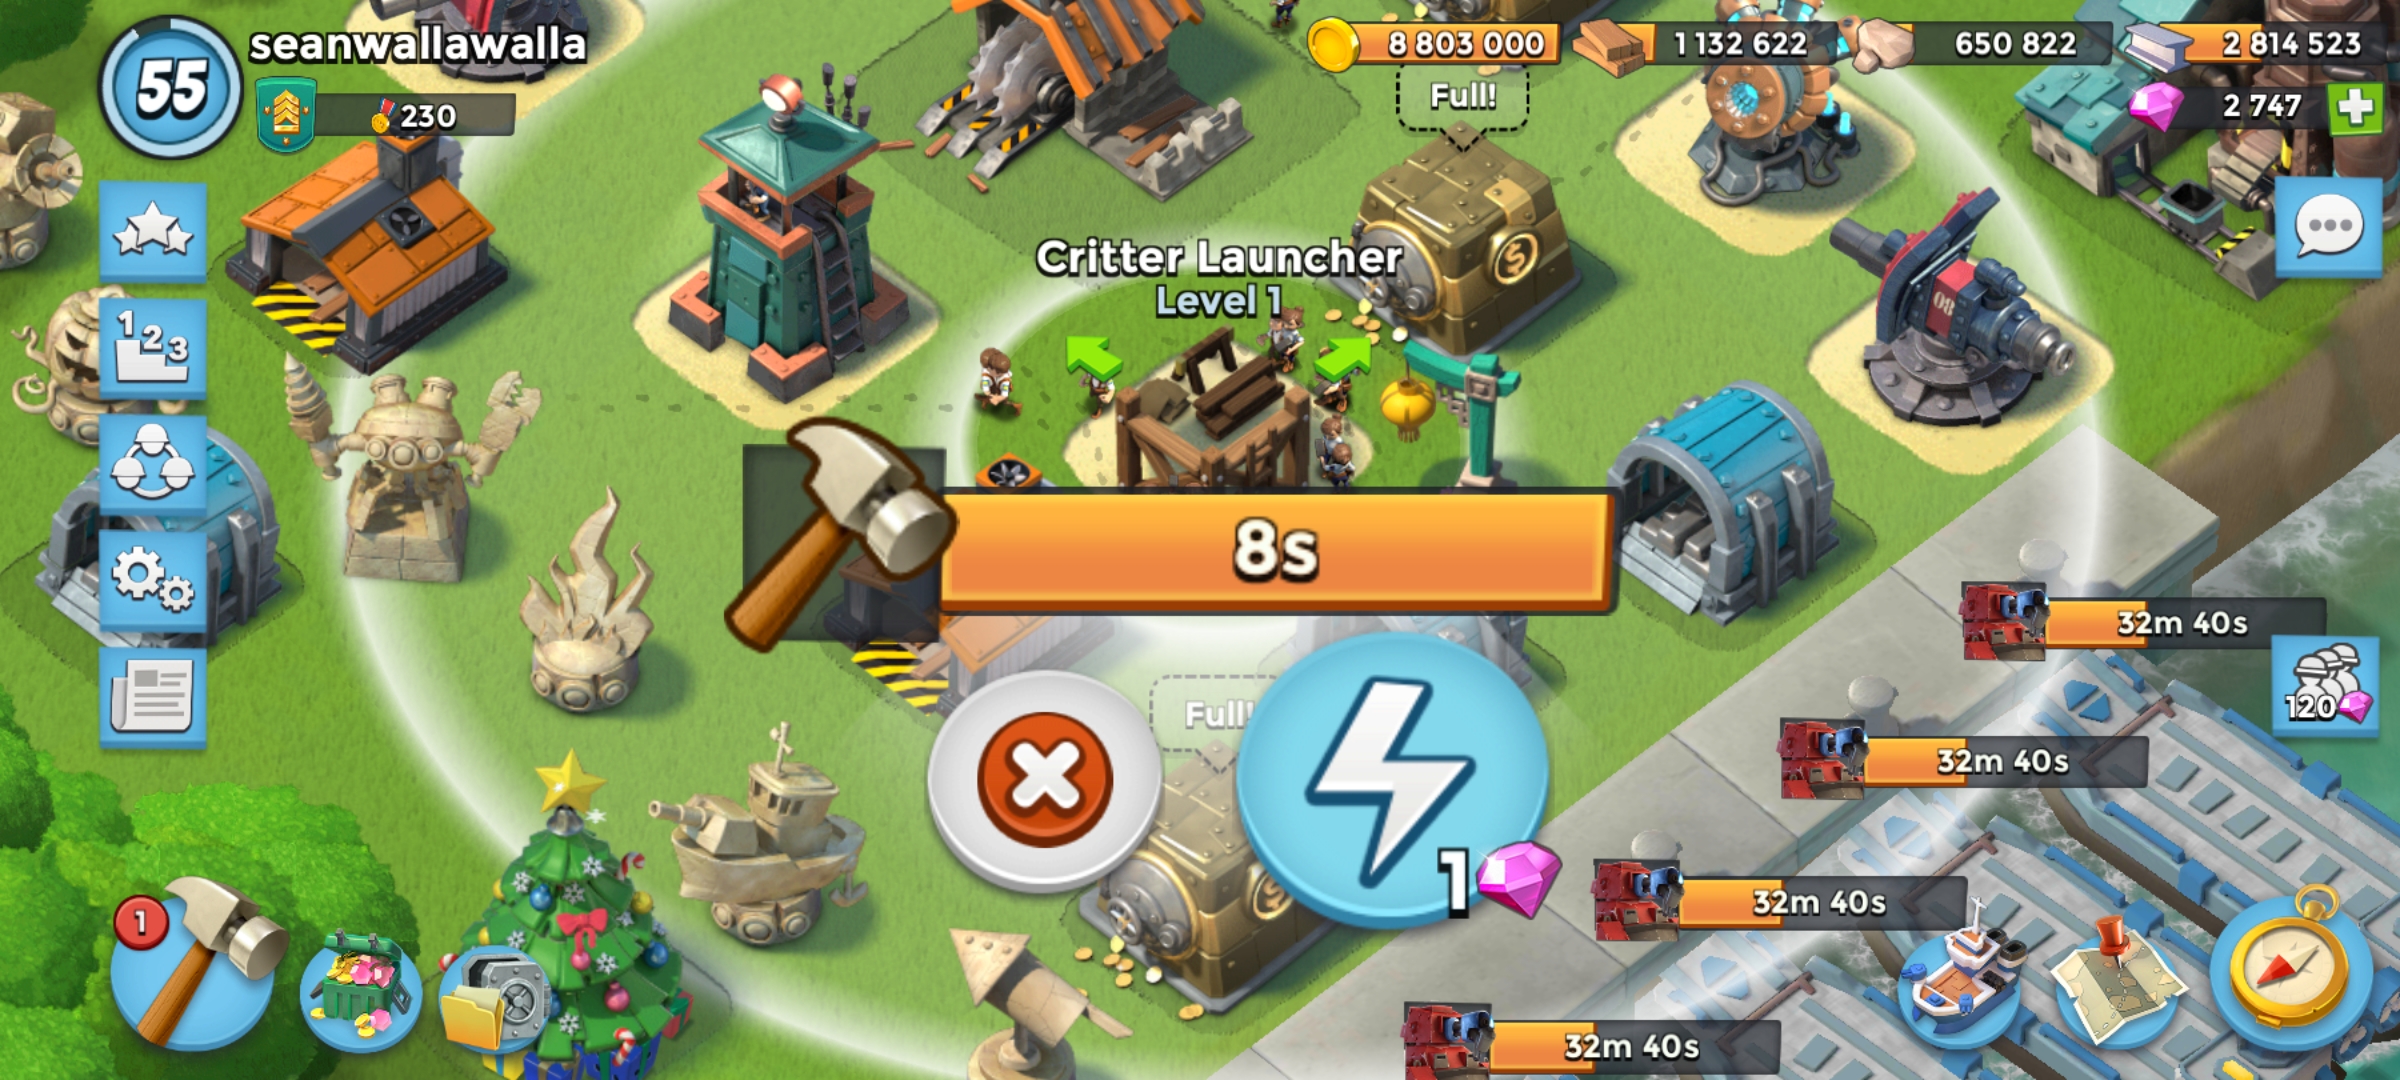 55
seanwallawalla
230
8 803 000
1 132 622
650 822
2 814 523
2 747
Full!
Critter Launcher
Level 1
08
1 2 3
8s
32m 40s
120
32m 40s
Full!
1
32m 40s
1
32m 40s